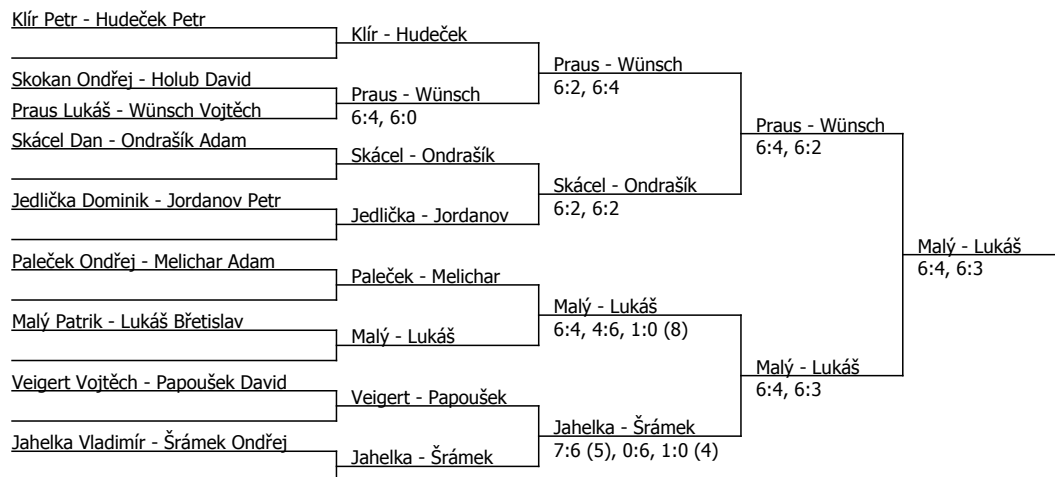 Klír Petr - Hudeček Petr
Skokan Ondřej - Holub David
Praus Lukáš - Wünsch Vojtěch
Skácel Dan - Ondrašík Adam
Jedlička Dominik - Jordanov Petr
Paleček Ondřej - Melichar Adam
Malý Patrik - Lukáš Břetislav
Veigert Vojtěch - Papoušek David
Jahelka Vladimír - Šrámek Ondřej
Klír - Hudeček
Praus - Wünsch
6:4, 6:0
Skácel - Ondrašík
Jedlička - Jordanov
Paleček - Melichar
Malý - Lukáš
Veigert - Papoušek
Jahelka - Šrámek
Praus - Wünsch
6:2, 6:4
Skácel - Ondrašík
6:2, 6:2
Malý - Lukáš
6:4, 4:6, 1:0 (8)
Jahelka - Šrámek
7:6 (5), 0:6, 1:0 (4)
Praus - Wünsch
6:4, 6:2
Malý - Lukáš
6:4, 6:3
Malý - Lukáš
6:4, 6:3